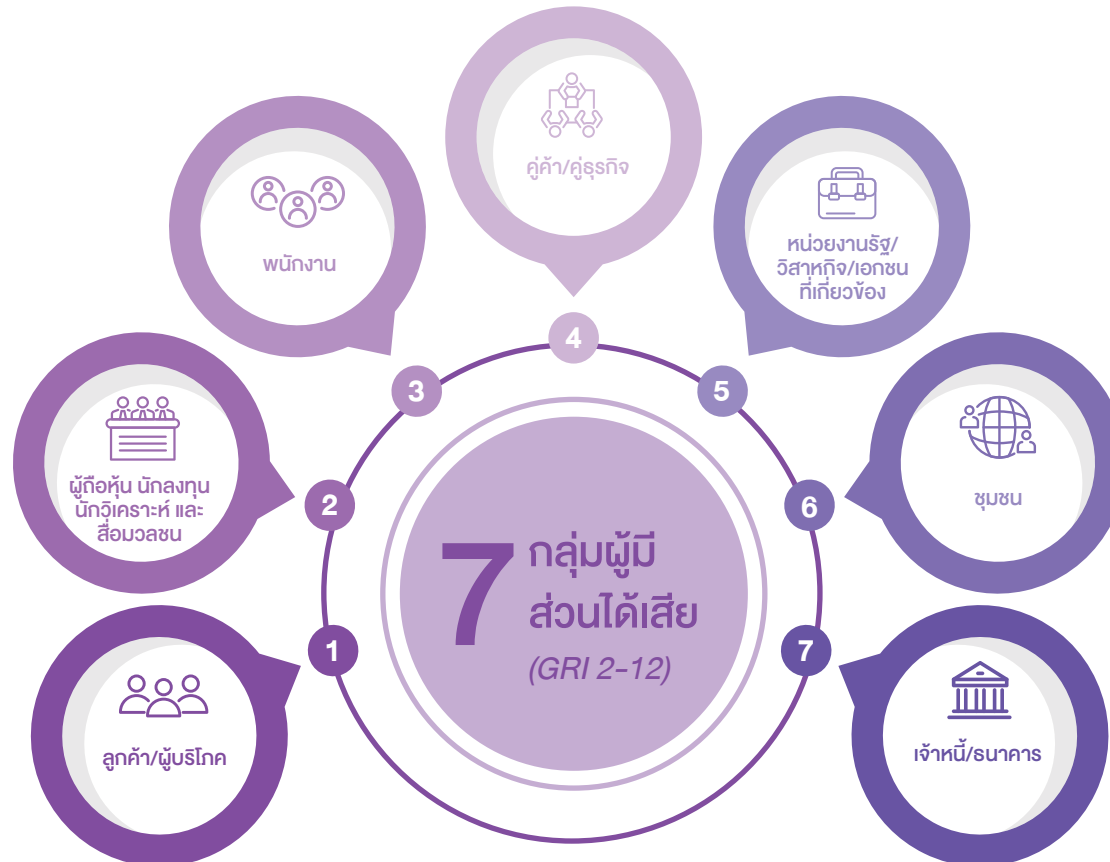 7
กลุ่มผู้มี
ส่วนได้เสีย
(GRI 2-12)
1
ลูกค้า/ผู้บริโภค
2
ผู้ถือหุ้น นักลงทุน
นักวิเคราะห์ และ
สื่อมวลชน
3
พนักงาน
4
คู่ค้า/คู่ธุรกิจ
5
หน่วยงานรัฐ/
วิสาหกิจ/เอกชน
ที่เกี่ยวข้อง
6
ชุมชน
7
เจ้าหนี้/ธนาคาร